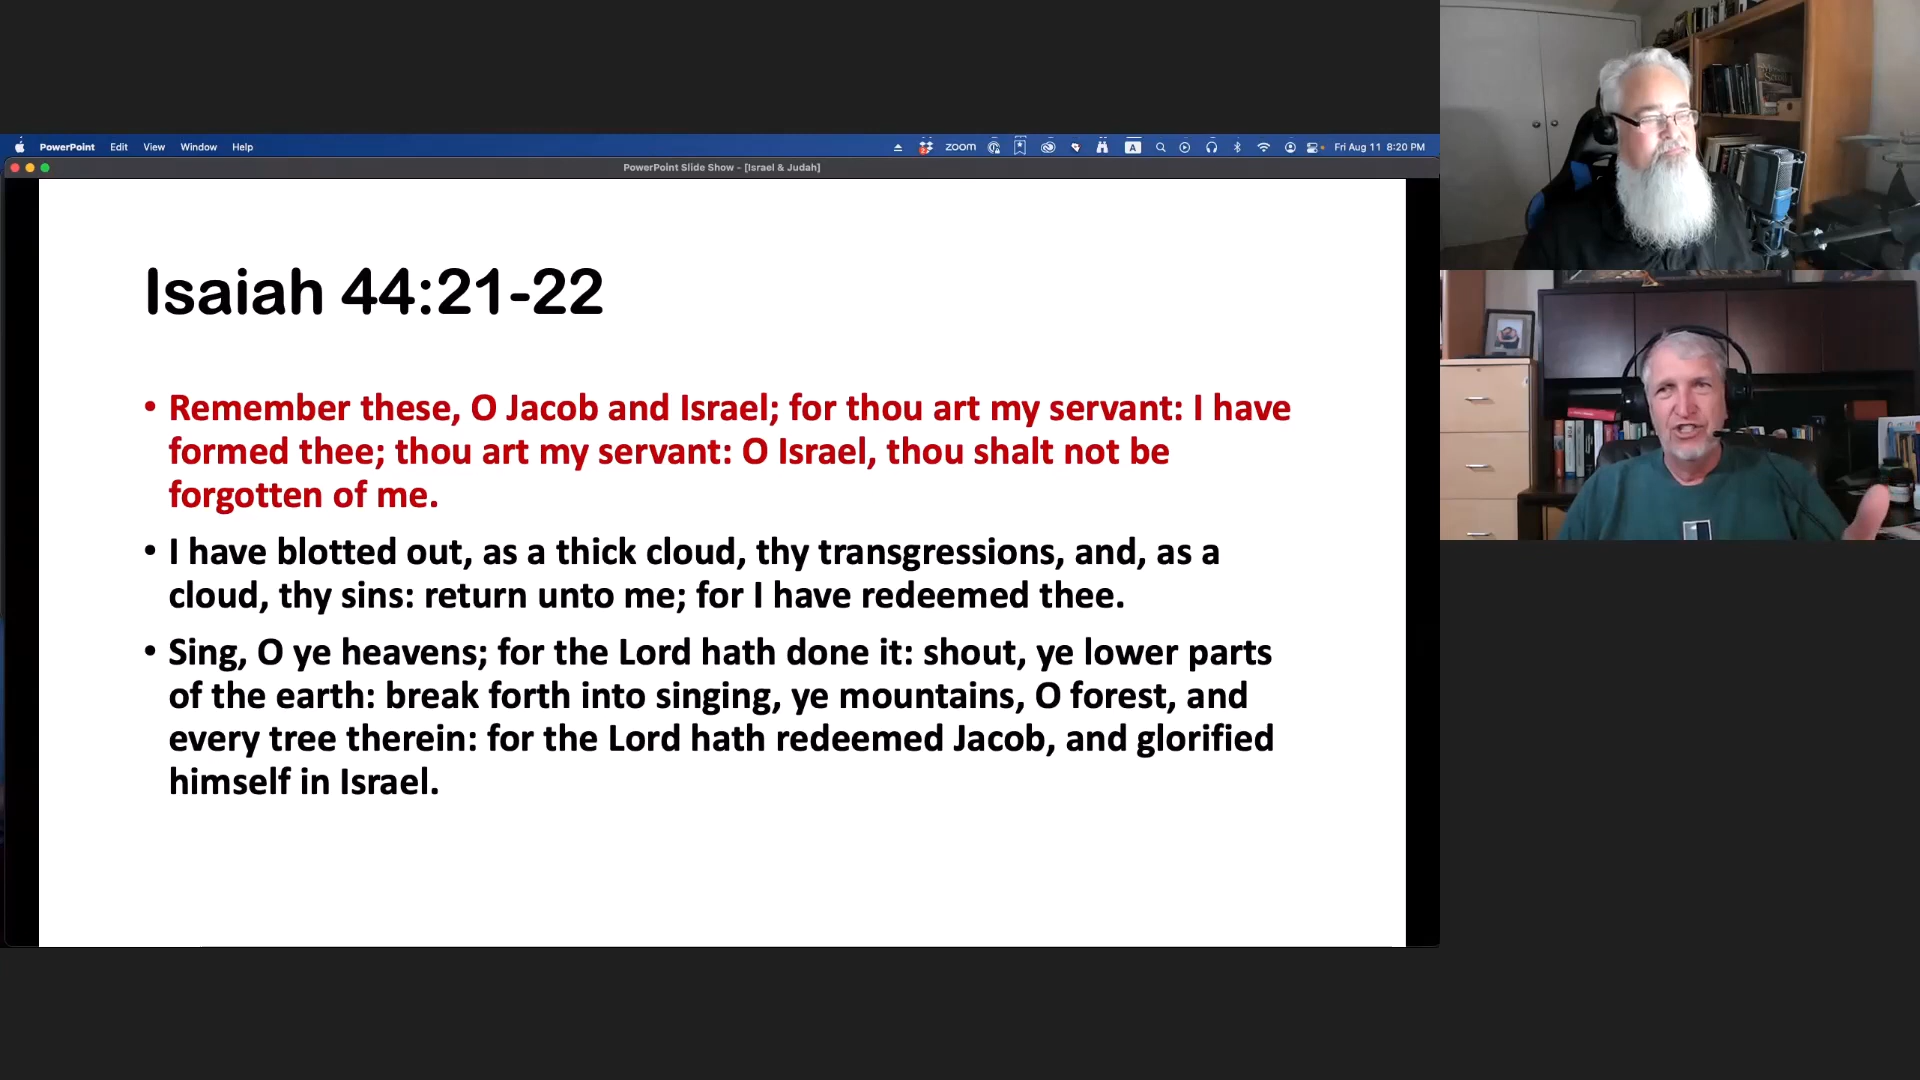 PowerPoint Edit View Window Help
zoom A Fri Aug 11 8:20 PM
PowerPoint Slide Show - [Israel & Judah]
Isaiah 44:21-22
• Remember these, O Jacob and Israel; for thou art my servant: I have
formed thee; thou art my servant: O Israel, thou shalt not be
forgotten of me.
• I have blotted out, as a thick cloud, thy transgressions, and, as a
cloud, thy sins: return unto me; for I have redeemed thee.
• Sing, O ye heavens; for the Lord hath done it: shout, ye lower parts
of the earth: break forth into singing, ye mountains, O forest, and
every tree therein: for the Lord hath redeemed Jacob, and glorified
himself in Israel.